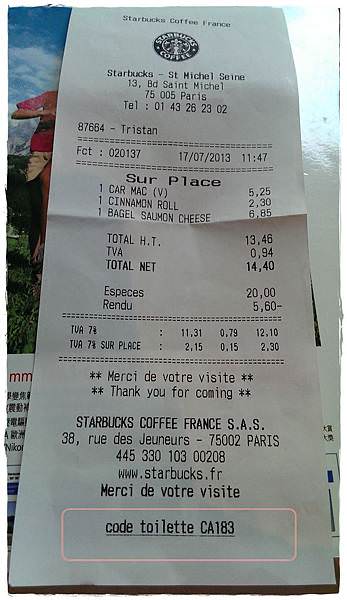 Starbucks Coffee France
STARBUCKS
COFFEE
Starbucks - St Michel Seine
13, Bd Saint Michel
75 005 Paris
Tel : 01 43 26 23 02
87664 - Tristan
Fct : 020137 17/07/2013 11:47
Sur Place
1 CAR MAC (V) 5,25
1 CINNAMON ROLL 2,30
1 BAGEL SAUMON CHEESE 6,85
TOTAL H.T. 13,46
TVA 0,94
TOTAL NET 14,40
Especes 20,00
Rendu 5,60-
TVA 7% : 11,31 0,79 12,10
TVA 7% SUR PLACE : 2,15 0,15 2,30
** Merci de votre visite **
** Thank you for coming **
STARBUCKS COFFEE FRANCE S.A.S.
38, rue des Jeuneurs - 75002 PARIS
445 330 103 00208
www.starbucks.fr
Merci de votre visite
code toilette CA183
mm